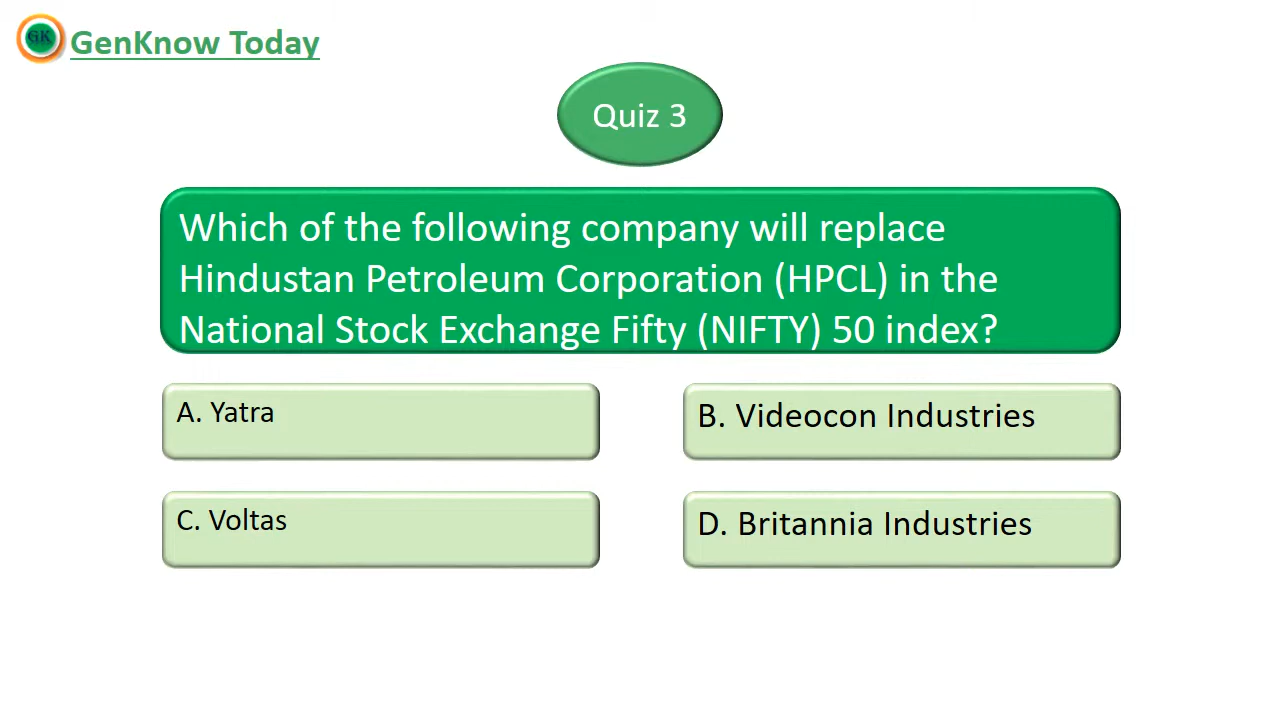 GK
GenKnow Today
Quiz 3
Which of the following company will replace
Hindustan Petroleum Corporation (HPCL) in the
National Stock Exchange Fifty (NIFTY) 50 index?
A. Yatra
B. Videocon Industries
C. Voltas
D. Britannia Industries